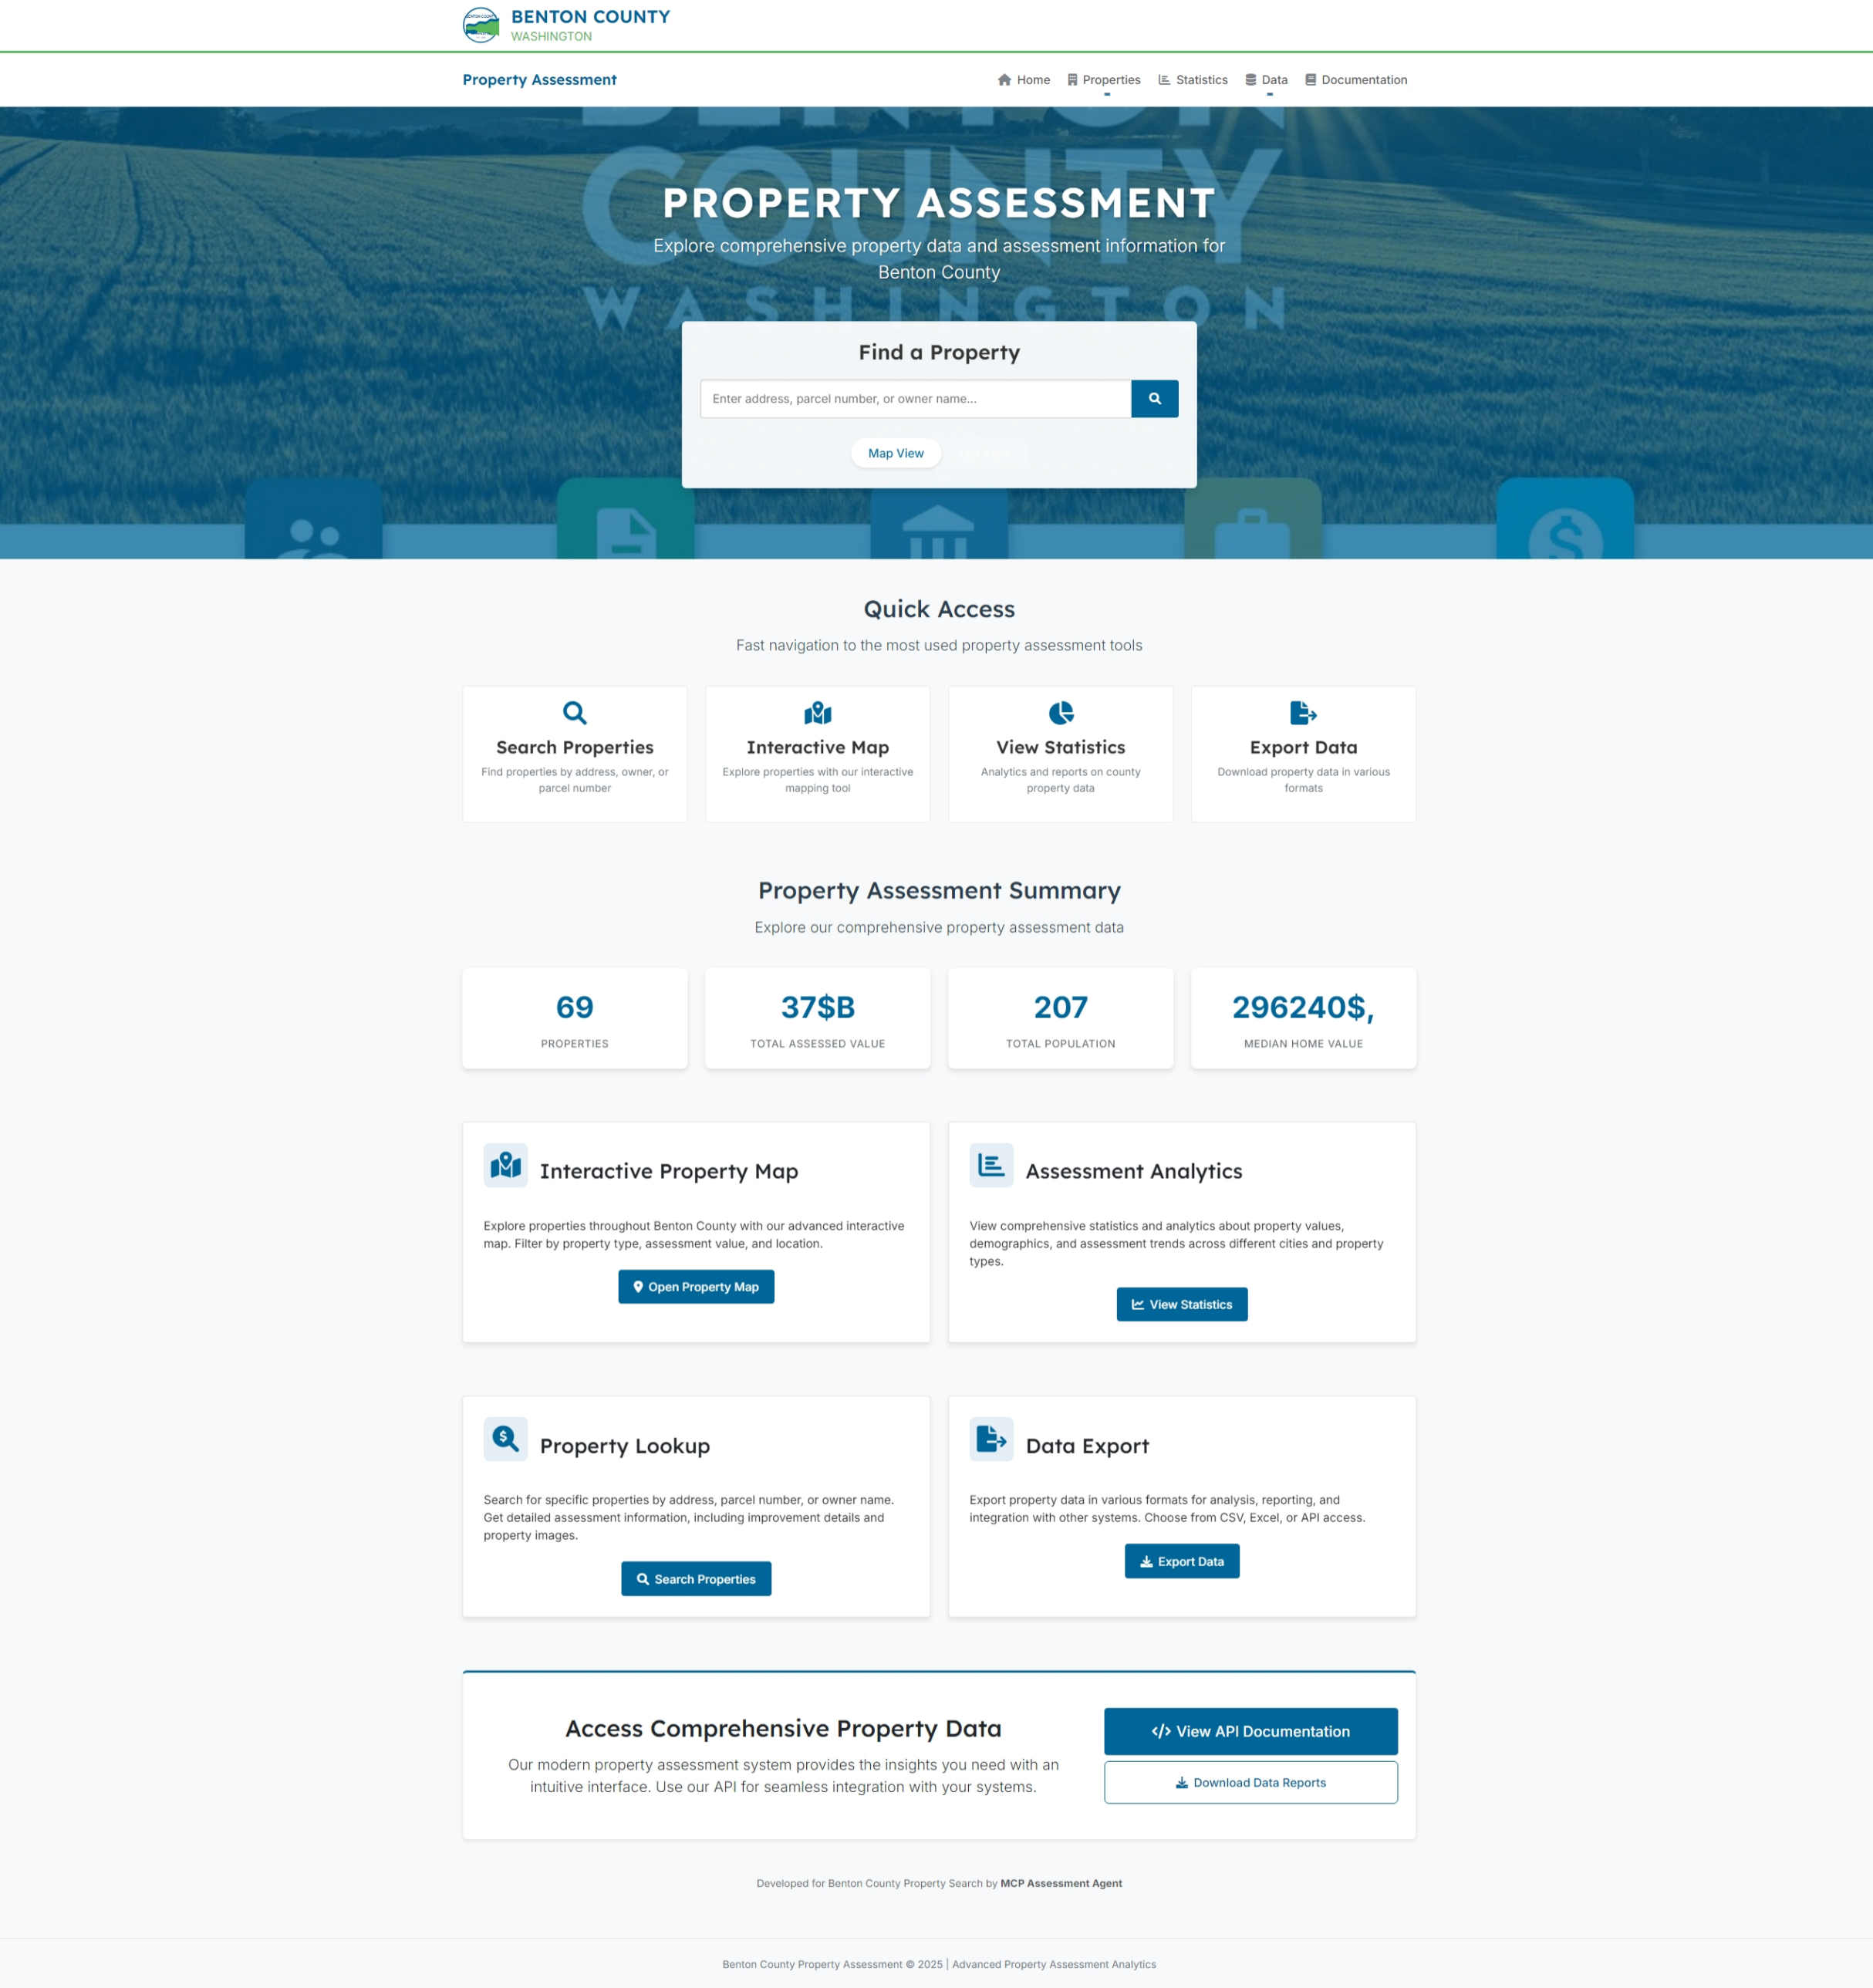 BENTON COUNTY
WASHINGTON
Property Assessment
Home
Properties
Statistics
Data
Documentation
COUNTY
WASHINGTON
PROPERTY ASSESSMENT
Explore comprehensive property data and assessment information for
Benton County
Find a Property
Enter address, parcel number, or owner name...
Map View
Quick Access
Fast navigation to the most used property assessment tools
Search Properties
Find properties by address, owner, or
parcel number
Interactive Map
Explore properties with our interactive
mapping tool
View Statistics
Analytics and reports on county
property data
Export Data
Download property data in various
formats
Property Assessment Summary
Explore our comprehensive property assessment data
69
PROPERTIES
37$B
TOTAL ASSESSED VALUE
207
TOTAL POPULATION
296240$,
MEDIAN HOME VALUE
Interactive Property Map
Explore properties throughout Benton County with our advanced interactive
map. Filter by property type, assessment value, and location.
Open Property Map
Assessment Analytics
View comprehensive statistics and analytics about property values,
demographics, and assessment trends across different cities and property
types.
View Statistics
Property Lookup
Search for specific properties by address, parcel number, or owner name.
Get detailed assessment information, including improvement details and
property images.
Search Properties
Data Export
Export property data in various formats for analysis, reporting, and
integration with other systems. Choose from CSV, Excel, or API access.
Export Data
Access Comprehensive Property Data
Our modern property assessment system provides the insights you need with an
intuitive interface. Use our API for seamless integration with your systems.
</> View API Documentation
Download Data Reports
Developed for Benton County Property Search by MCP Assessment Agent
Benton County Property Assessment © 2025 | Advanced Property Assessment Analytics